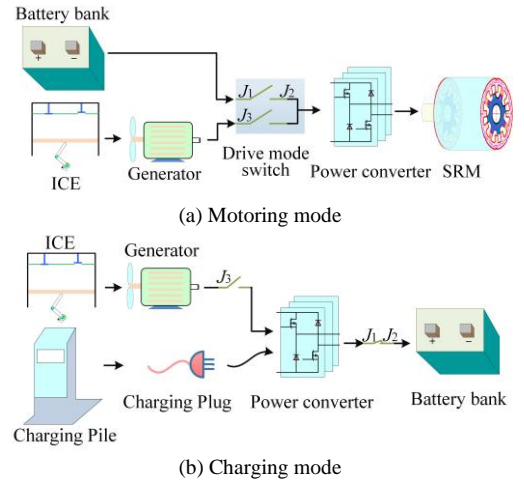 Battery bank
+ −
J1 J2
J3
ICE
Generator
Drive mode
switch
Power converter
SRM
(a) Motoring mode
ICE
Generator
J3
J1 J2
+ −
Charging Pile
Charging Plug
Power converter
Battery bank
(b) Charging mode